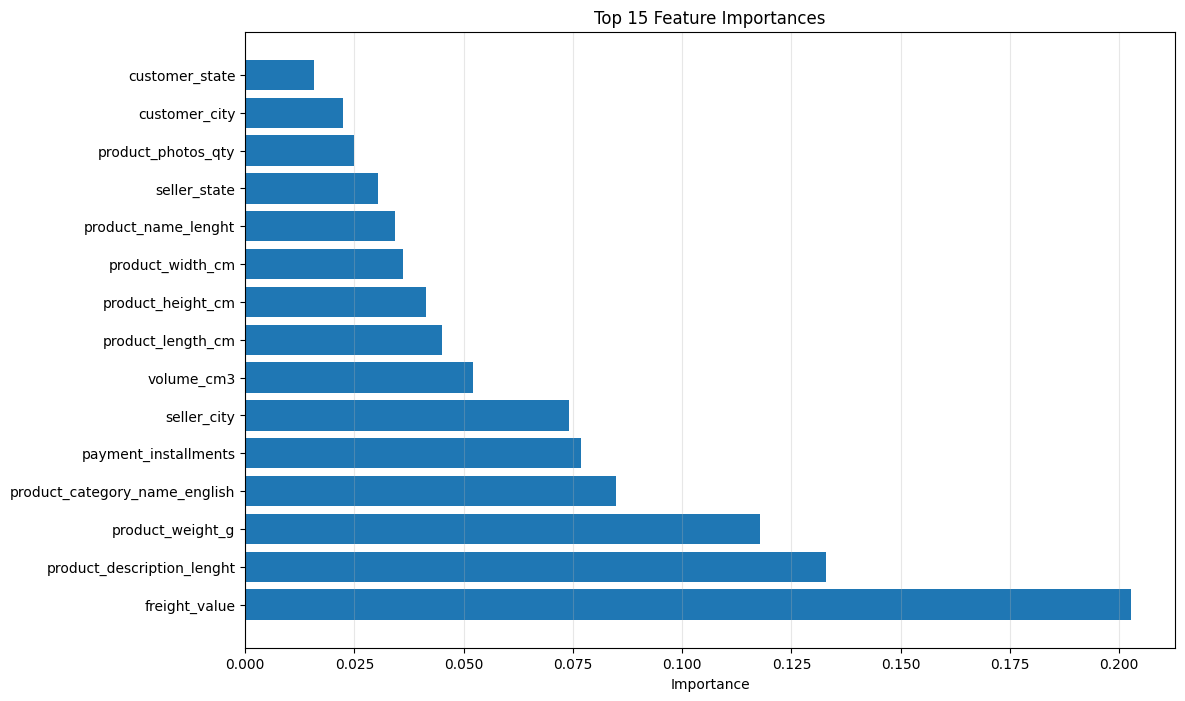 Top 15 Feature Importances
customer_state
customer_city
product_photos_qty
seller_state
product_name_lenght
product_width_cm
product_height_cm
product_length_cm
volume_cm3
seller_city
payment_installments
product_category_name_english
product_weight_g
product_description_lenght
freight_value
0.000 0.025 0.050 0.075 0.100 0.125 0.150 0.175 0.200
Importance